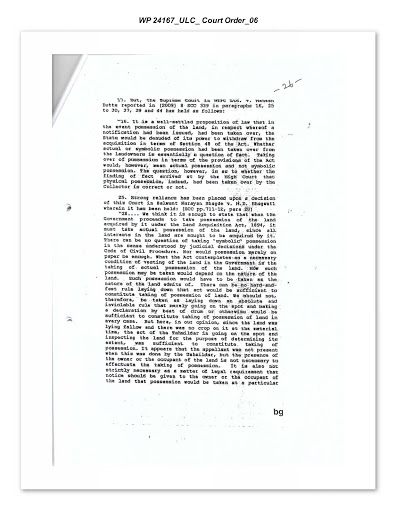 WP 24167_ULC_ Court Order_06
-26-
17. But, the Supreme Court in NTPC Ltd. v. Mahesh
Dutta reported in (2009) 8 SCC 339 in paragraphs 16, 25
to 30, 37, 39 and 44 has held as follows:
"16. It is a well-settled proposition of law that in
the event possession of the land, in respect whereof a
notification had been issued, had been taken over, the
State would be denuded of its power to withdraw from the
acquisition in terms of Section 48 of the Act. Whether
actual or symbolic possession had been taken over from
the landowners is essentially a question of fact. Taking
over of possession in terms of the provisions of the Act
would, however, mean actual possession and not symbolic
possession. The question, however, is as to whether the
finding of fact arrived at by the High Court that
physical possession, indeed, had been taken over by the
Collector is correct or not.
25. Strong reliance has been placed upon a decision
of this Court in Balwant Narayan Bhagde v. M.D. Bhagwat
wherein it has been held: (SCC pp.711-12, para 28)
"28.... We think it is enough to state that when the
Government proceeds to take possession of the land
acquired by it under the Land Acquisition Act, 1894, it
must take actual possession of the land, since all
interests in the land are sought to be acquired by it.
There can be no question of taking 'symbolic' possession
in the sense understood by judicial decisions under the
Code of Civil Procedure. Nor would possession merely on
paper be enough. What the Act contemplates as a necessary
condition of vesting of the land in the Government is the
taking of actual possession of the land. How such
possession may be taken would depend on the nature of the
land. Such possession would have to be taken as the
nature of the land admits of. There can be no hard-and-
fast rule laying down what act would be sufficient to
constitute taking of possession of land. We should not,
therefore, be taken as laying down an absolute and
inviolable rule that merely going on the spot and making
a declaration by beat of drum or otherwise would be
sufficient to constitute taking of possession of land in
every case. But here, in our opinion, since the land was
lying fallow and there was no crop on it at the material
time, the act of the Tahsildar in going on the spot and
inspecting the land for the purpose of determining its
extent, was sufficient to constitute taking of
possession. It appears that the appellant was not present
when this was done by the Tahsildar, but the presence of
the owner or the occupant of the land is not necessary to
effectuate the taking of possession. It is also not
strictly necessary as a matter of legal requirement that
notice should be given to the owner or the occupant of
the land that possession would be taken at a particular
bg